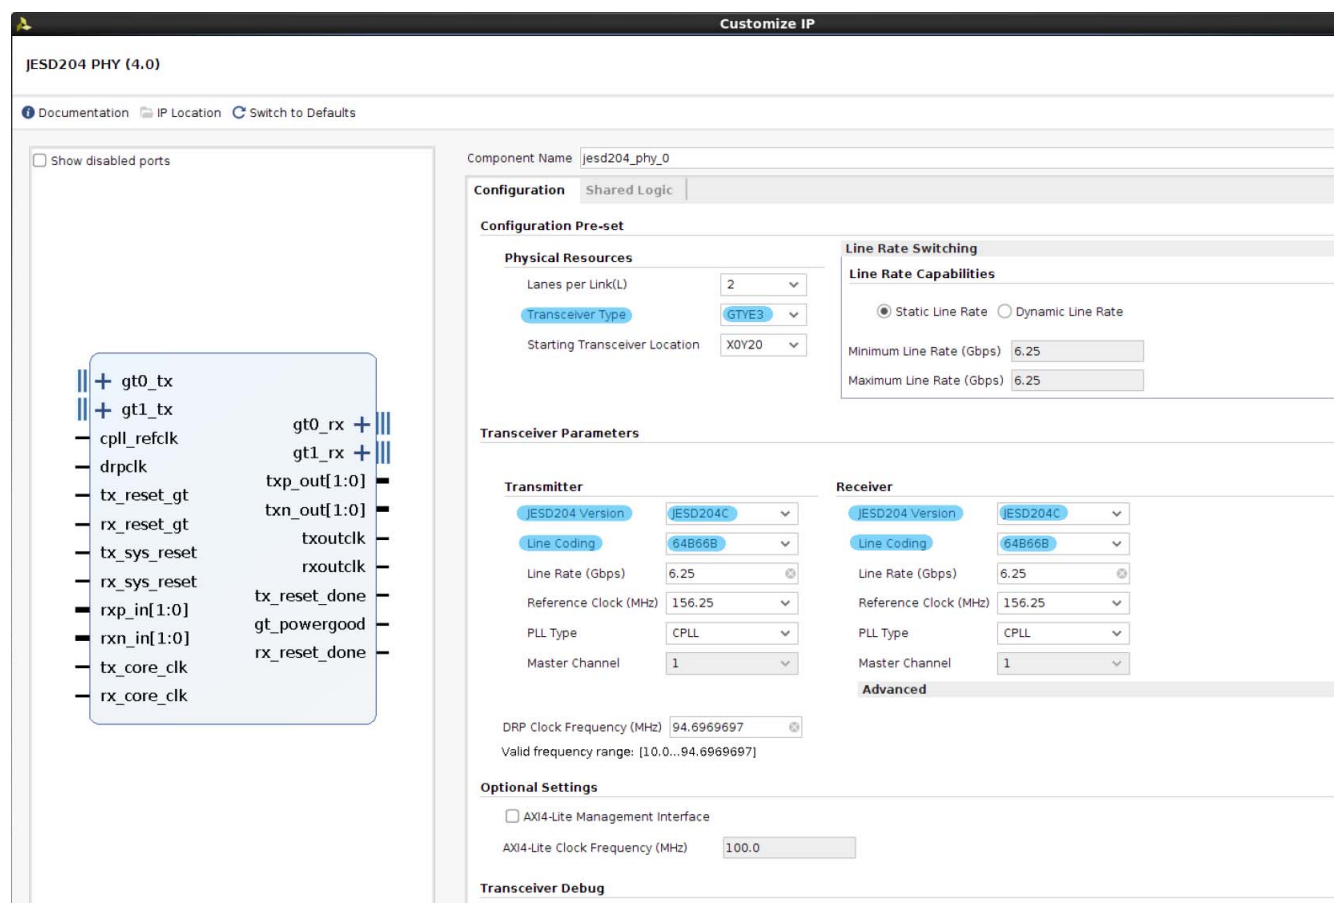 Customize IP
JESD204 PHY (4.0)
Documentation IP Location Switch to Defaults
Show disabled ports
gt0_tx
gt1_tx
cpll_refclk
drpclk
tx_reset_gt
rx_reset_gt
tx_sys_reset
rx_sys_reset
rxp_in[1:0]
rxn_in[1:0]
tx_core_clk
rx_core_clk
gt0_rx
gt1_rx
txp_out[1:0]
txn_out[1:0]
txoutclk
rxoutclk
tx_reset_done
gt_powergood
rx_reset_done
Component Name jesd204_phy_0
Configuration Shared Logic
Configuration Pre-set
Physical Resources
Lanes per Link(L) 2
Transceiver Type GTYE3
Starting Transceiver Location X0Y20
Line Rate Switching
Line Rate Capabilities
Static Line Rate Dynamic Line Rate
Minimum Line Rate (Gbps) 6.25
Maximum Line Rate (Gbps) 6.25
Transceiver Parameters
Transmitter
JESD204 Version JESD204C
Line Coding 64B66B
Line Rate (Gbps) 6.25
Reference Clock (MHz) 156.25
PLL Type CPLL
Master Channel 1
Receiver
JESD204 Version JESD204C
Line Coding 64B66B
Line Rate (Gbps) 6.25
Reference Clock (MHz) 156.25
PLL Type CPLL
Master Channel 1
Advanced
DRP Clock Frequency (MHz) 94.6969697
Valid frequency range: [10.0...94.6969697]
Optional Settings
AXI4-Lite Management Interface
AXI4-Lite Clock Frequency (MHz) 100.0
Transceiver Debug